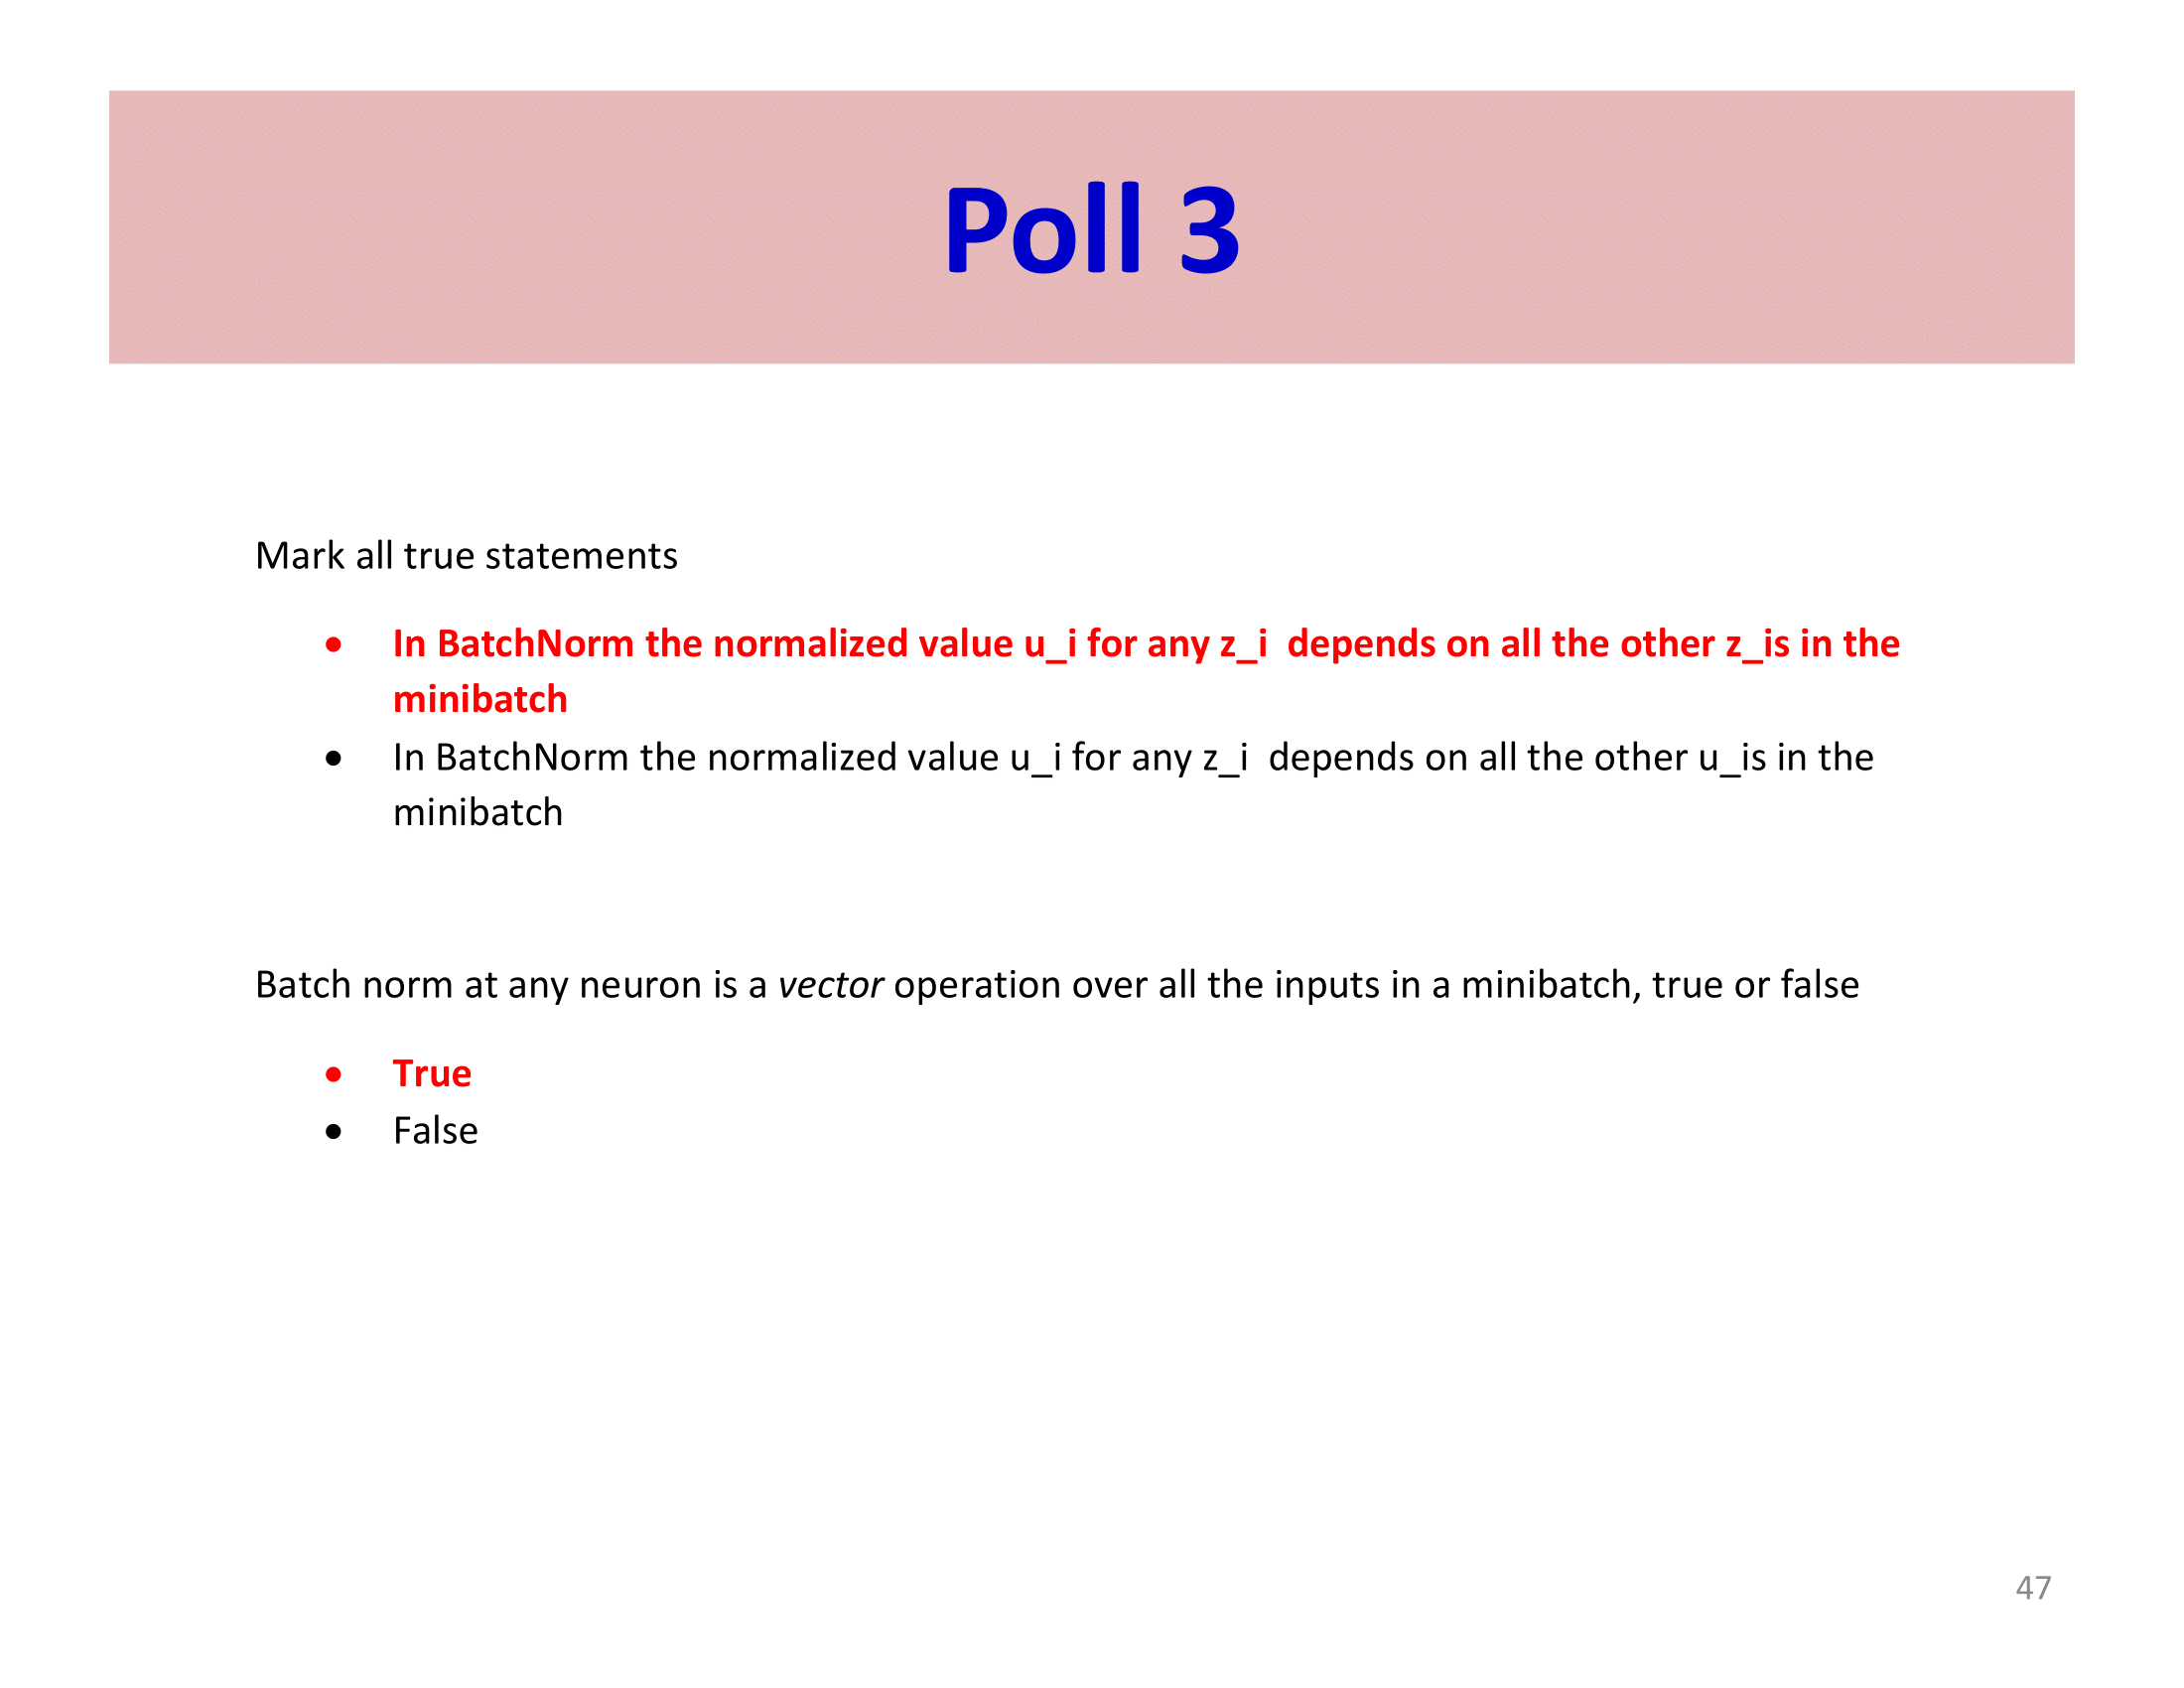 Poll 3
Mark all true statements
• In BatchNorm the normalized value u_i for any z_i  depends on all the other z_is in the
minibatch
• In BatchNorm the normalized value u_i for any z_i  depends on all the other u_is in the
minibatch
Batch norm at any neuron is a vector operation over all the inputs in a minibatch, true or false
• True
• False
47